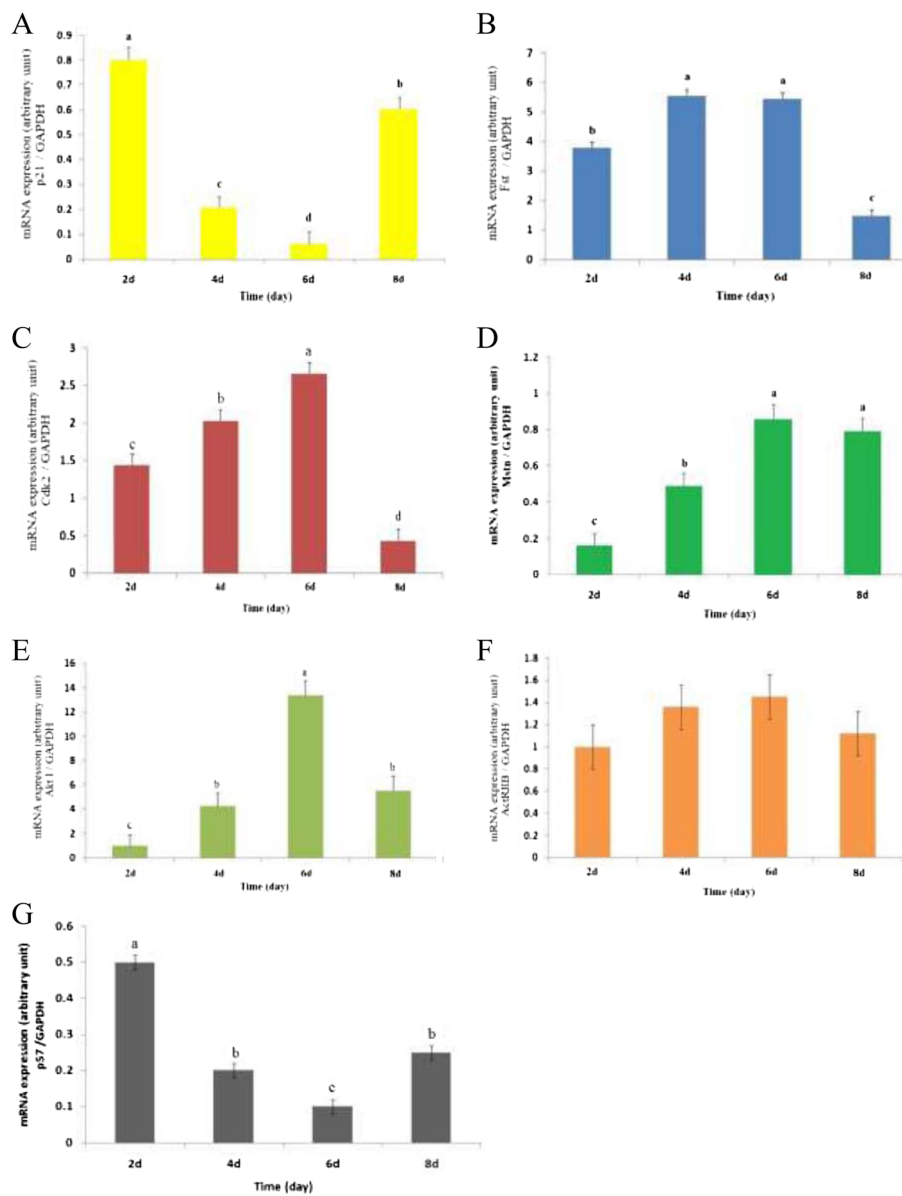 A
mRNA expression (arbitrary unit)
p21 / GAPDH
0.9
0.8
0.7
0.6
0.5
0.4
0.3
0.2
0.1
0
a
c
d
b
2d 4d 6d 8d
Time (day)
B
mRNA expression (arbitrary unit)
Fst / GAPDH
7
6
5
4
3
2
1
0
b
a
a
c
2d 4d 6d 8d
Time (day)
C
mRNA expression (arbitrary unit)
Cdk2 / GAPDH
3
2.5
2
1.5
1
0.5
0
c
b
a
d
2d 4d 6d 8d
Time (day)
D
mRNA expression (arbitrary unit)
Mstn / GAPDH
1.2
1
0.8
0.6
0.4
0.2
0
c
b
a
a
2d 4d 6d 8d
Time (day)
E
mRNA expression (arbitrary unit)
Akt1 / GAPDH
16
14
12
10
8
6
4
2
0
c
b
a
b
2d 4d 6d 8d
Time (day)
F
mRNA expression (arbitrary unit)
ActRIIB / GAPDH
1.8
1.6
1.4
1.2
1
0.8
0.6
0.4
0.2
0
2d 4d 6d 8d
Time (day)
G
mRNA expression (arbitrary unit)
p57 /GAPDH
0.6
0.5
0.4
0.3
0.2
0.1
0
a
b
c
b
2d 4d 6d 8d
Time (day)